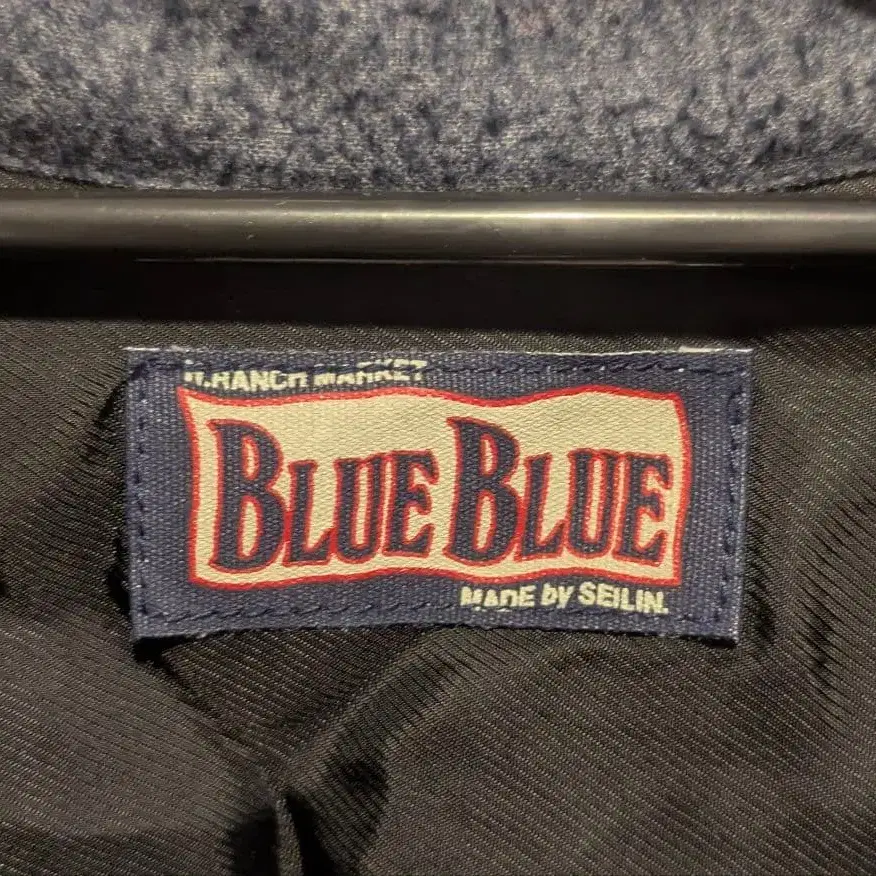 H.RANCH MARKET
BLUE BLUE
MADE by SEILIN.